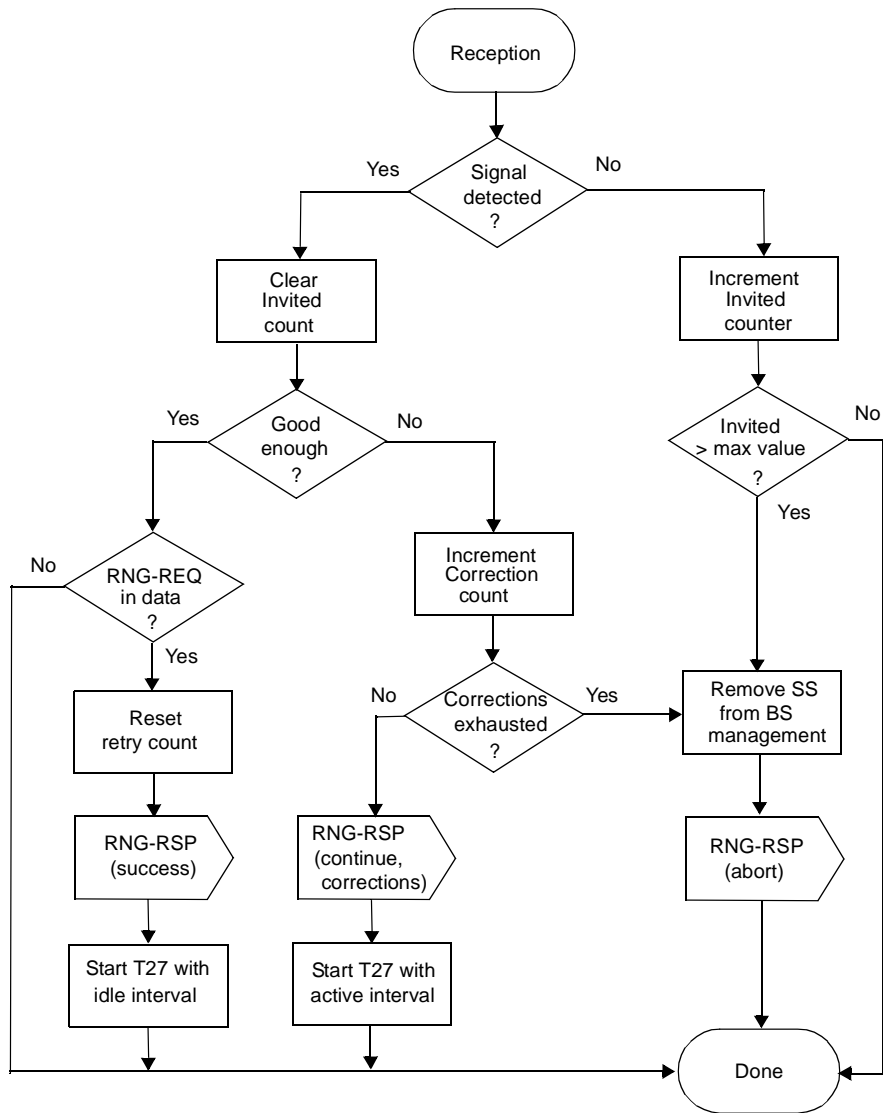 Reception
Yes
No
Signal
detected
?
Clear
Invited
count
Increment
Invited
counter
Yes
No
Good
enough
?
No
Invited
> max value
?
Yes
No
RNG-REQ
in data
?
Yes
Increment
Correction
count
No
Yes
Corrections
exhausted
?
Reset
retry count
Remove SS
from BS
management
RNG-RSP
(success)
RNG-RSP
(continue,
corrections)
RNG-RSP
(abort)
Start T27 with
idle interval
Start T27 with
active interval
Done